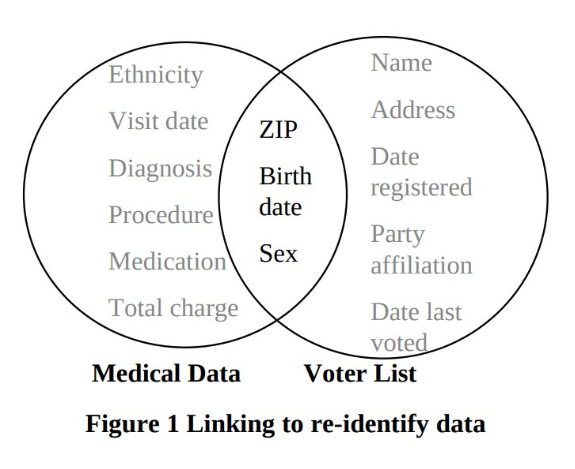 Ethnicity
Visit date
Diagnosis
Procedure
Medication
Total charge
ZIP
Birth
date
Sex
Name
Address
Date
registered
Party
affiliation
Date last
voted
Medical Data
Voter List
Figure 1 Linking to re-identify data